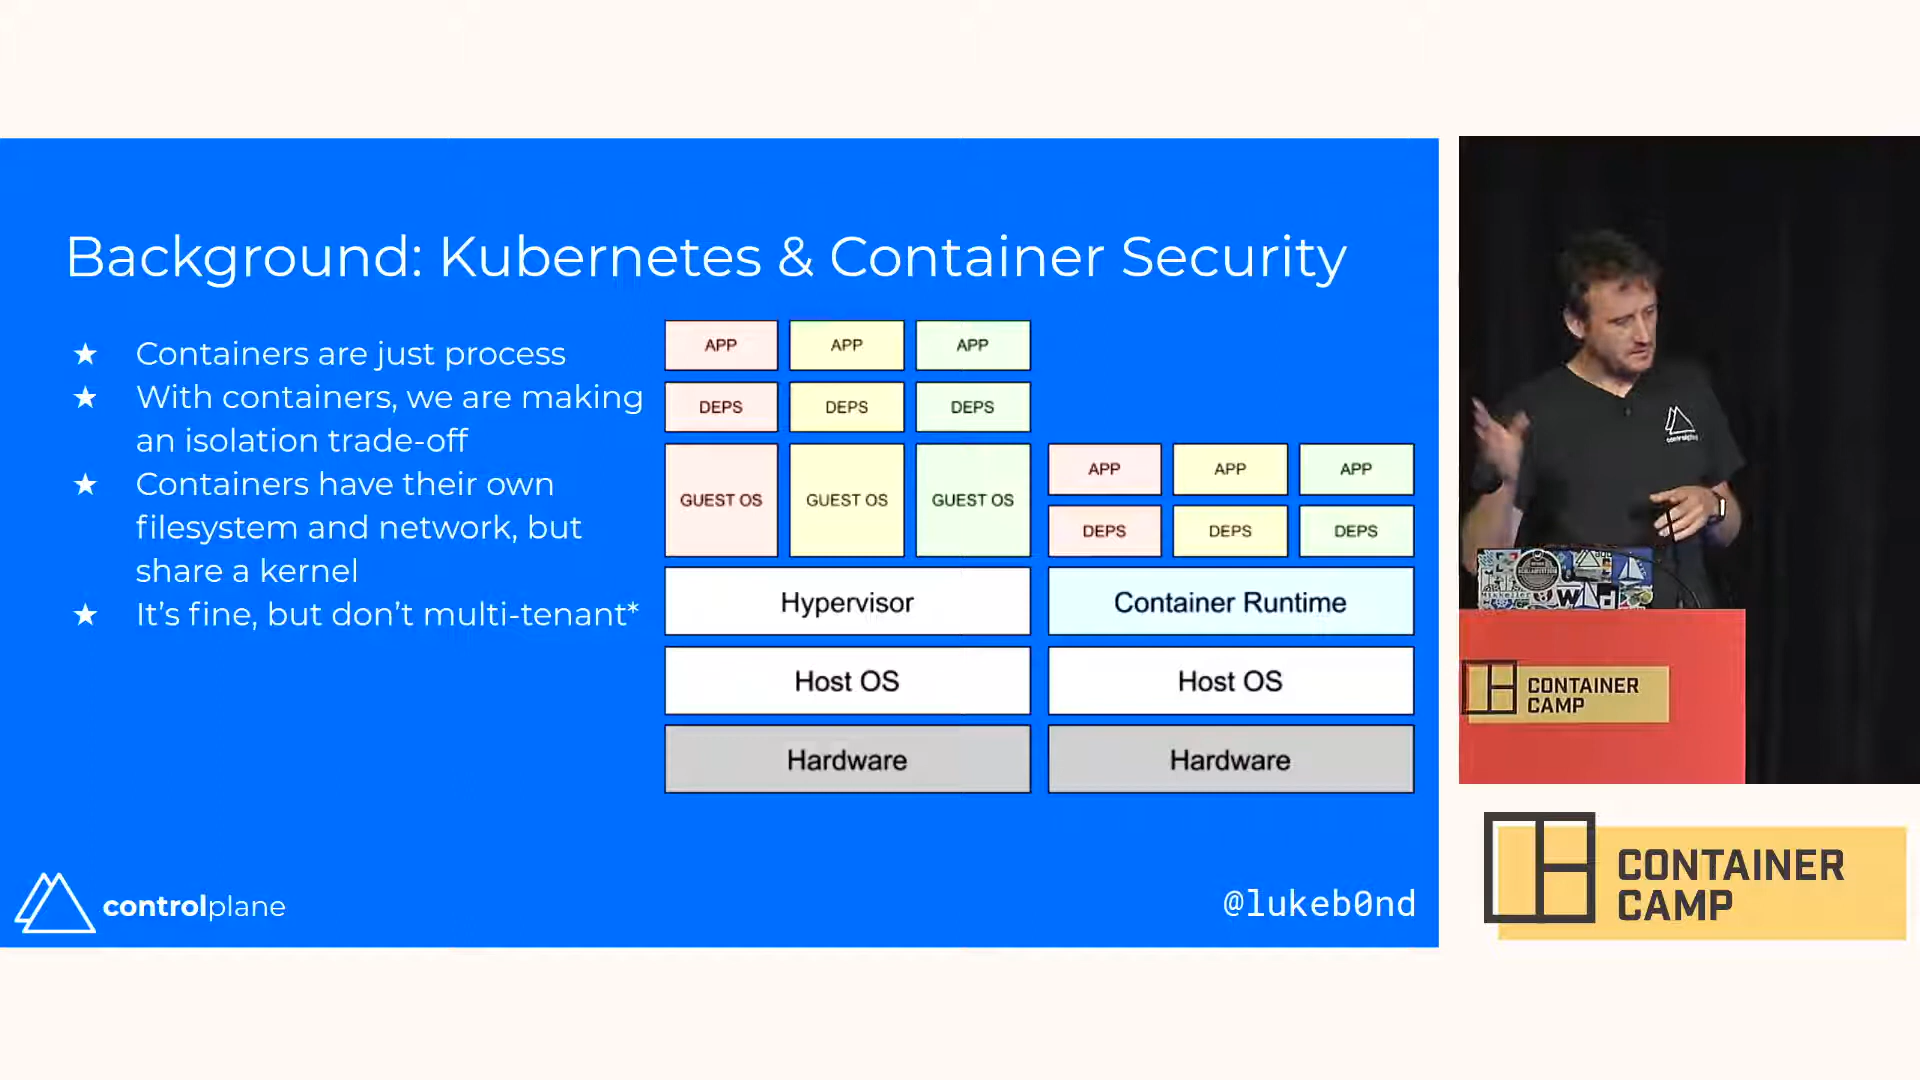 Background: Kubernetes & Container Security
★ Containers are just process
★ With containers, we are making
an isolation trade-off
★ Containers have their own
filesystem and network, but
share a kernel
★ It's fine, but don't multi-tenant*
APP APP APP
DEPS DEPS DEPS
GUEST OS GUEST OS GUEST OS
APP APP APP
DEPS DEPS DEPS
Hypervisor
Container Runtime
Host OS
Host OS
Hardware
Hardware
controlplane
@lukeb0nd
controlplane
CONTAINER
CAMP
CONTAINER
CAMP